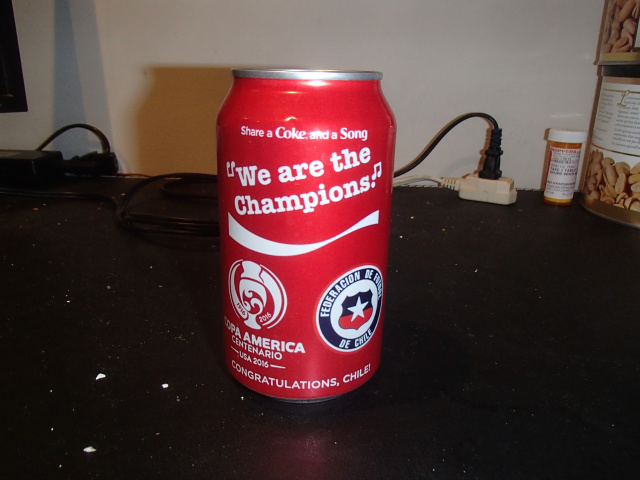 Share a Coke and a Song
"We are the
Champions."
COPA AMERICA
CENTENARIO
USA 2016
CONGRATULATIONS, CHILE!
2016
FEDERACION DE FUTBOL
DE CHILE